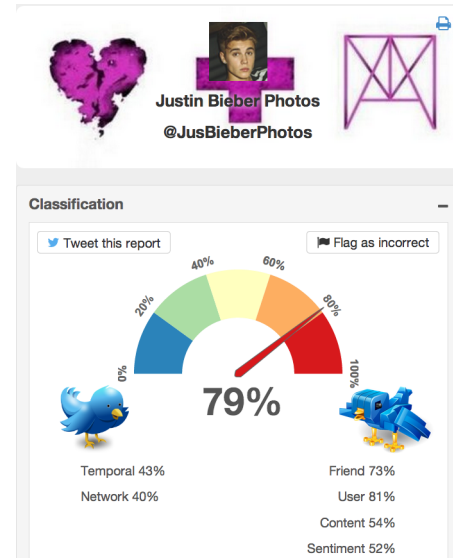 Justin Bieber Photos
@JusBieberPhotos
Classification
Tweet this report
Flag as incorrect
0%
20%
40%
60%
80%
100%
79%
Temporal 43%
Friend 73%
Network 40%
User 81%
Content 54%
Sentiment 52%